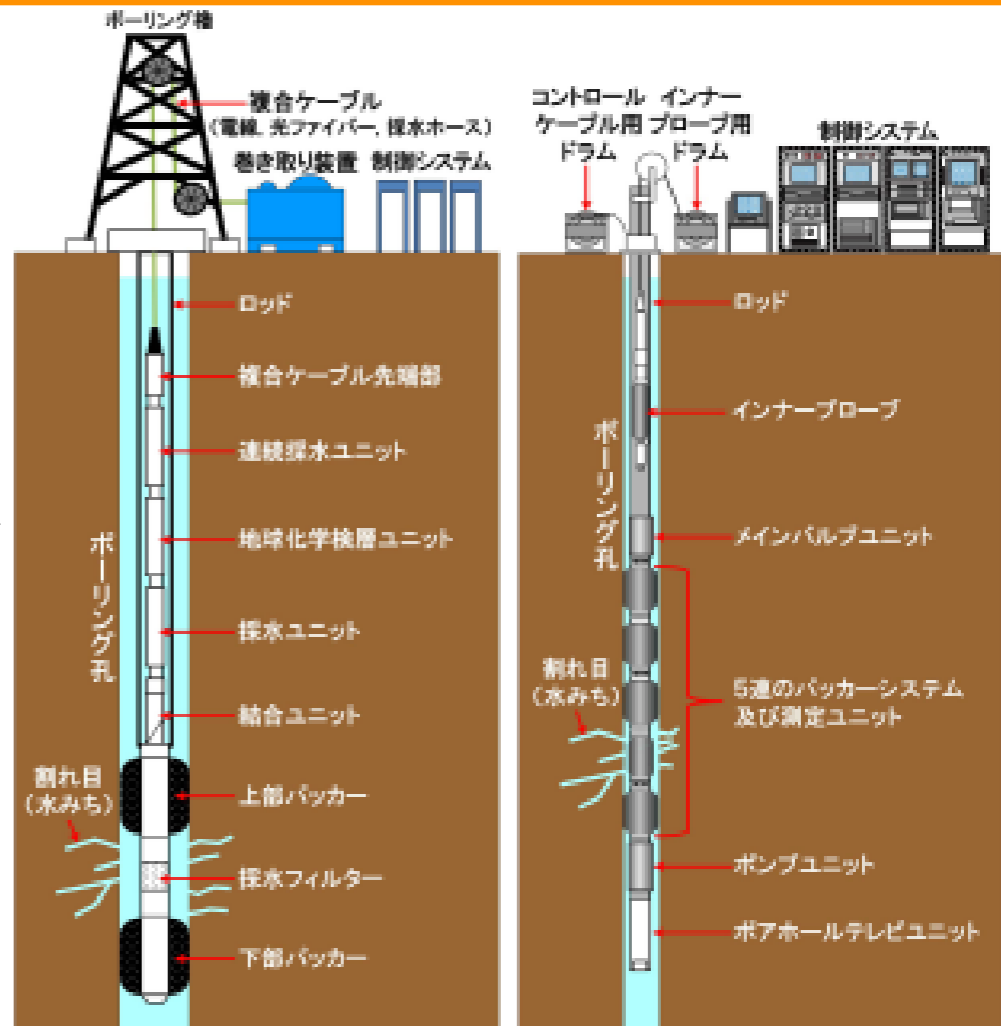 ボーリング櫓
複合ケーブル
(電線, 光ファイバー, 採水ホース)
巻き取り装置 制御システム
ロッド
複合ケーブル先端部
連続採水ユニット
地球化学検層ユニット
ボーリング孔
採水ユニット
結合ユニット
割れ目
(水みち)
上部パッカー
採水フィルター
下部パッカー
コントロール インナー
ケーブル用 プローブ用
ドラム ドラム
制御システム
ロッド
インナープローブ
ボーリング孔
メインバルブユニット
割れ目
(水みち)
5連のパッカーシステム
及び測定ユニット
ポンプユニット
ボアホールテレビユニット